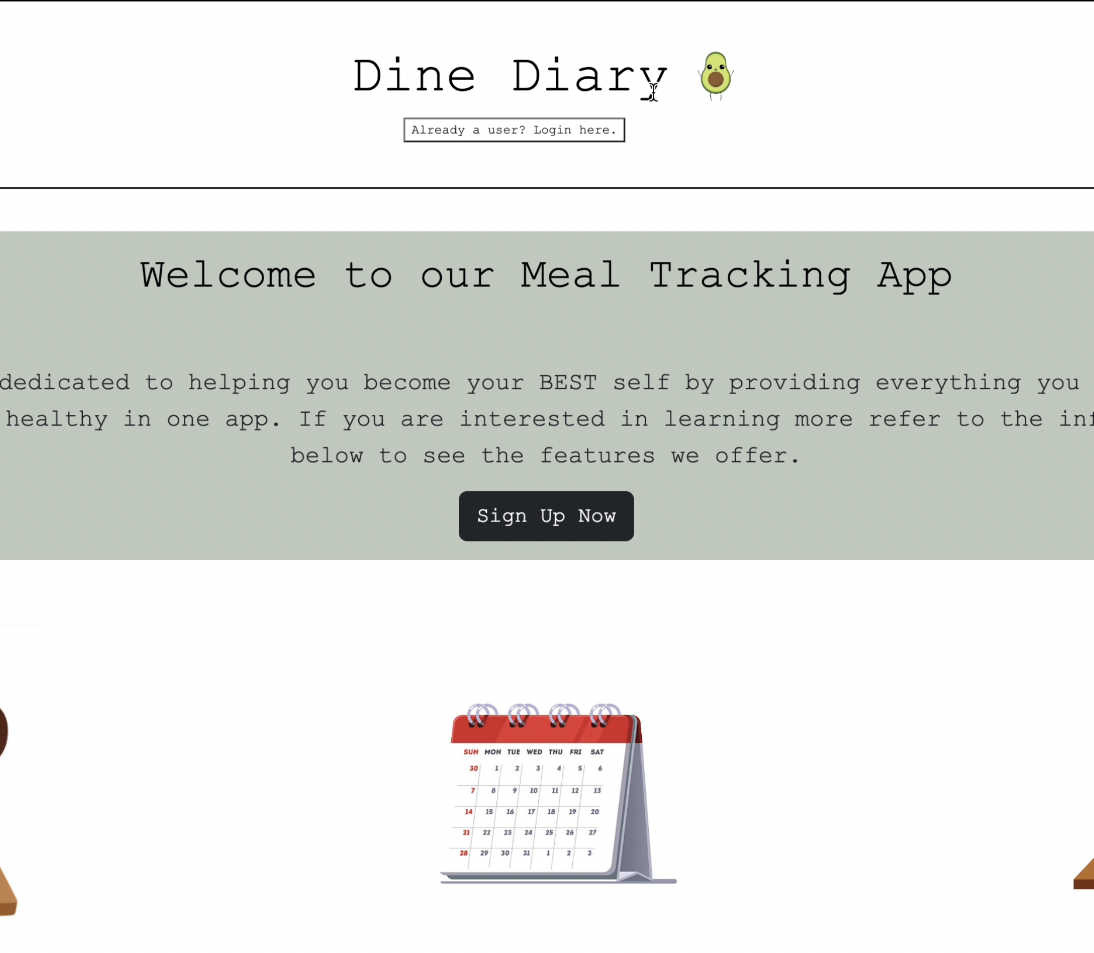 Dine Diary
Already a user? Login here.
Welcome to our Meal Tracking App
dedicated to helping you become your BEST self by providing everything you
healthy in one app. If you are interested in learning more refer to the
below to see the features we offer.
Sign Up Now
SUN MON TUE WED THU FRI SAT
30 1 2 3 4 5 6
7 8 9 10 11 12 13
14 15 16 17 18 19 20
21 22 23 24 25 26 27
28 29 30 31 1 2 3